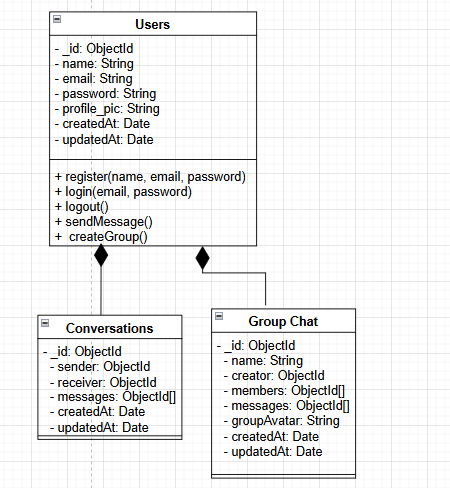 Users
- _id: ObjectId
- name: String
- email: String
- password: String
- profile_pic: String
- createdAt: Date
- updatedAt: Date
+ register(name, email, password)
+ login(email, password)
+ logout()
+ sendMessage()
+ createGroup()
Conversations
- _id: ObjectId
- sender: ObjectId
- receiver: ObjectId
- messages: ObjectId[]
- createdAt: Date
- updatedAt: Date
Group Chat
- _id: ObjectId
- name: String
- creator: ObjectId
- members: ObjectId[]
- messages: ObjectId[]
- groupAvatar: String
- createdAt: Date
- updatedAt: Date